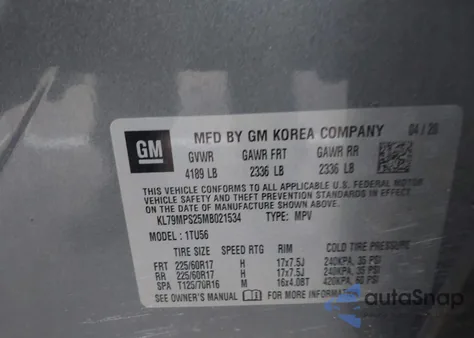 GM
MFD BY GM KOREA COMPANY 04/20
GVWR GAWR FRT GAWR RR
4189 LB 2336 LB 2336 LB
THIS VEHICLE CONFORMS TO ALL APPLICABLE U.S. FEDERAL MOTOR
VEHICLE SAFETY AND THEFT PREVENTION STANDARDS IN EFFECT
ON THE DATE OF MANUFACTURE SHOWN ABOVE.
KL79MPS25MB021534 TYPE: MPV
MODEL: 1TU56
TIRE SIZE SPEED RTG RIM COLD TIRE PRESSURE
FRT 225/60R17 H 17x7.5J 240KPA, 35 PSI
RR 225/60R17 H 17x7.5J 240KPA, 35 PSI
SPA T125/70R16 M 16x4.0BT 420KPA, 60 PSI
SEE OWNER'S MANUAL FOR MORE INFORMATION
autoSnap